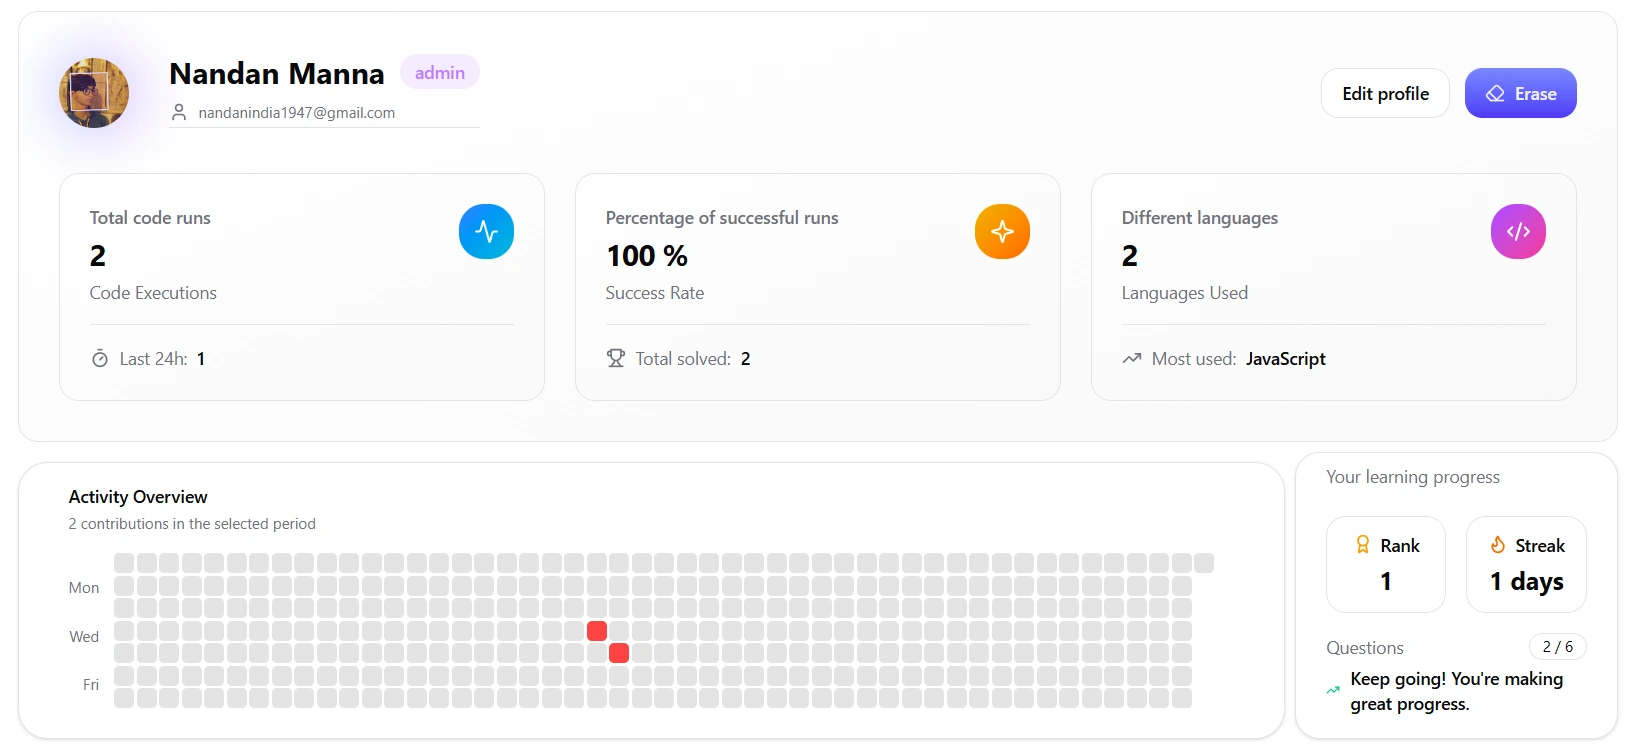 Nandan Manna admin
nandanindia1947@gmail.com
Edit profile
Erase
Total code runs
2
Code Executions
Last 24h: 1
Percentage of successful runs
100 %
Success Rate
Total solved: 2
Different languages
2
Languages Used
Most used: JavaScript
Activity Overview
2 contributions in the selected period
Mon
Wed
Fri
Your learning progress
Rank
1
Streak
1 days
Questions 2 / 6
Keep going! You're making
great progress.